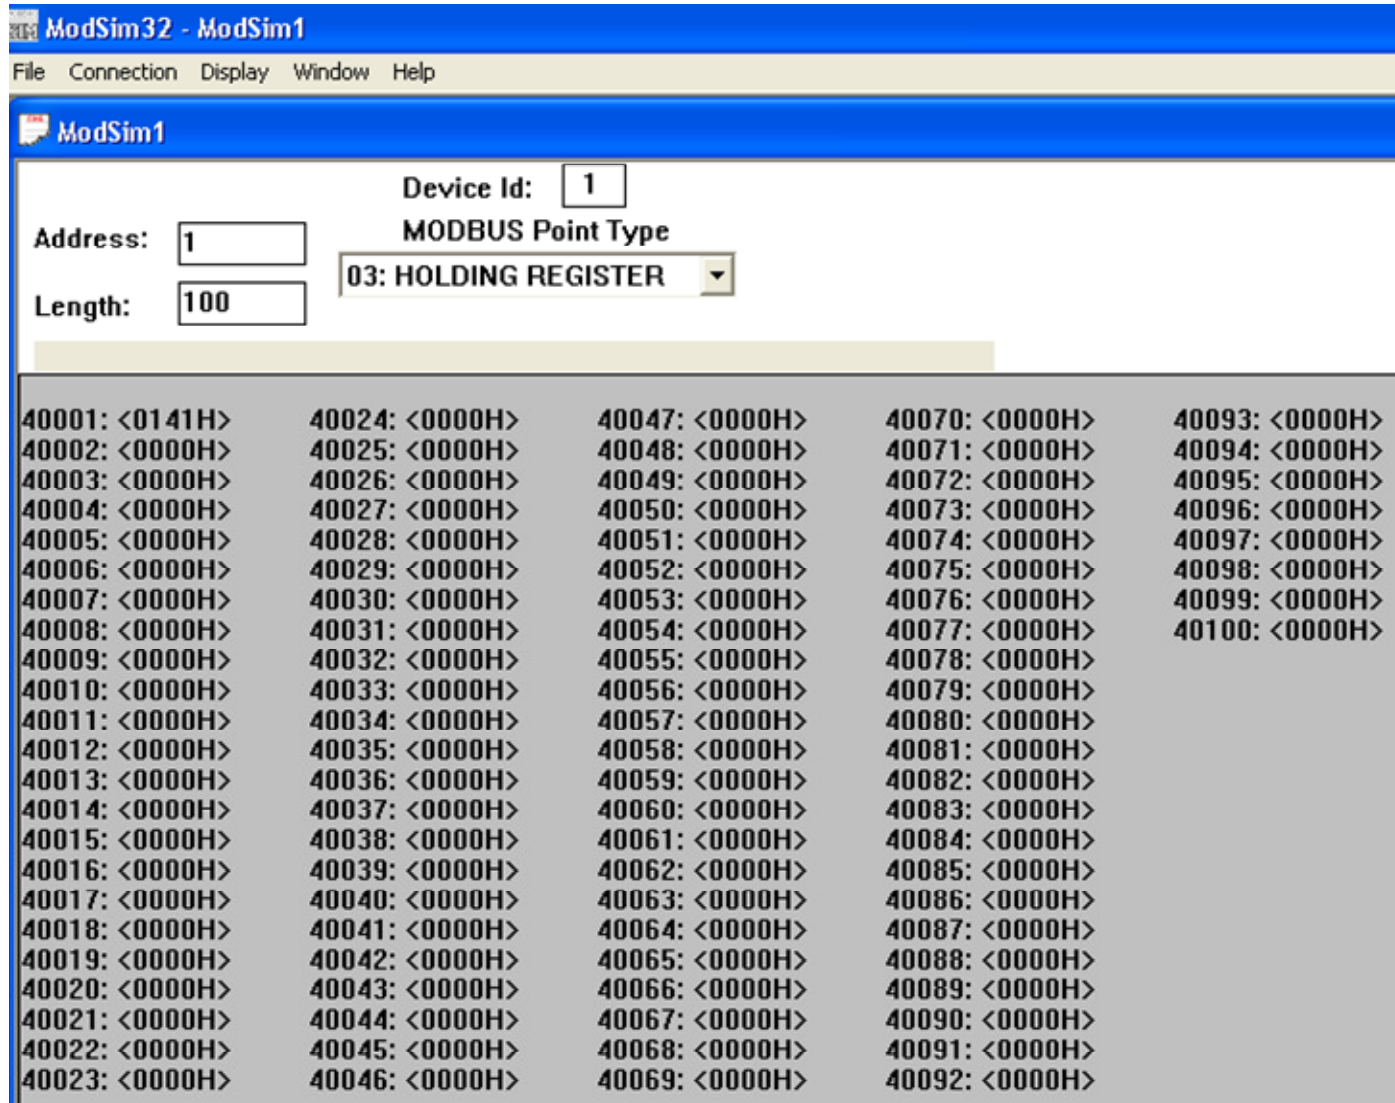 ModSim32 - ModSim1
File Connection Display Window Help
ModSim1
Device Id: 1
Address: 1
MODBUS Point Type
03: HOLDING REGISTER
Length: 100
40001: <0141H> 40024: <0000H> 40047: <0000H> 40070: <0000H> 40093: <0000H>
40002: <0000H> 40025: <0000H> 40048: <0000H> 40071: <0000H> 40094: <0000H>
40003: <0000H> 40026: <0000H> 40049: <0000H> 40072: <0000H> 40095: <0000H>
40004: <0000H> 40027: <0000H> 40050: <0000H> 40073: <0000H> 40096: <0000H>
40005: <0000H> 40028: <0000H> 40051: <0000H> 40074: <0000H> 40097: <0000H>
40006: <0000H> 40029: <0000H> 40052: <0000H> 40075: <0000H> 40098: <0000H>
40007: <0000H> 40030: <0000H> 40053: <0000H> 40076: <0000H> 40099: <0000H>
40008: <0000H> 40031: <0000H> 40054: <0000H> 40077: <0000H> 40100: <0000H>
40009: <0000H> 40032: <0000H> 40055: <0000H> 40078: <0000H>
40010: <0000H> 40033: <0000H> 40056: <0000H> 40079: <0000H>
40011: <0000H> 40034: <0000H> 40057: <0000H> 40080: <0000H>
40012: <0000H> 40035: <0000H> 40058: <0000H> 40081: <0000H>
40013: <0000H> 40036: <0000H> 40059: <0000H> 40082: <0000H>
40014: <0000H> 40037: <0000H> 40060: <0000H> 40083: <0000H>
40015: <0000H> 40038: <0000H> 40061: <0000H> 40084: <0000H>
40016: <0000H> 40039: <0000H> 40062: <0000H> 40085: <0000H>
40017: <0000H> 40040: <0000H> 40063: <0000H> 40086: <0000H>
40018: <0000H> 40041: <0000H> 40064: <0000H> 40087: <0000H>
40019: <0000H> 40042: <0000H> 40065: <0000H> 40088: <0000H>
40020: <0000H> 40043: <0000H> 40066: <0000H> 40089: <0000H>
40021: <0000H> 40044: <0000H> 40067: <0000H> 40090: <0000H>
40022: <0000H> 40045: <0000H> 40068: <0000H> 40091: <0000H>
40023: <0000H> 40046: <0000H> 40069: <0000H> 40092: <0000H>